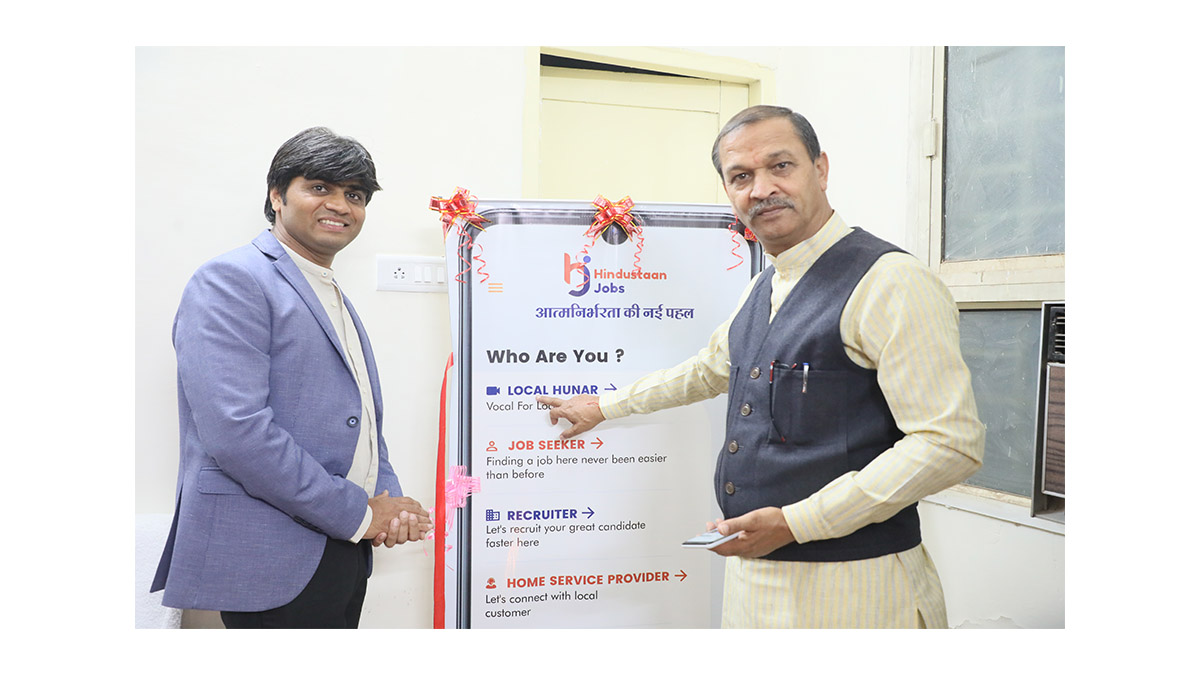 Hindustaan
Jobs
आत्मनिर्भरता की नई पहल
Who Are You ?
LOCAL HUNAR →
Vocal For
JOB SEEKER →
Finding a job here never been easier
than before
RECRUITER →
Let's recruit your great candidate
faster here
HOME SERVICE PROVIDER →
Let's connect with local
customer